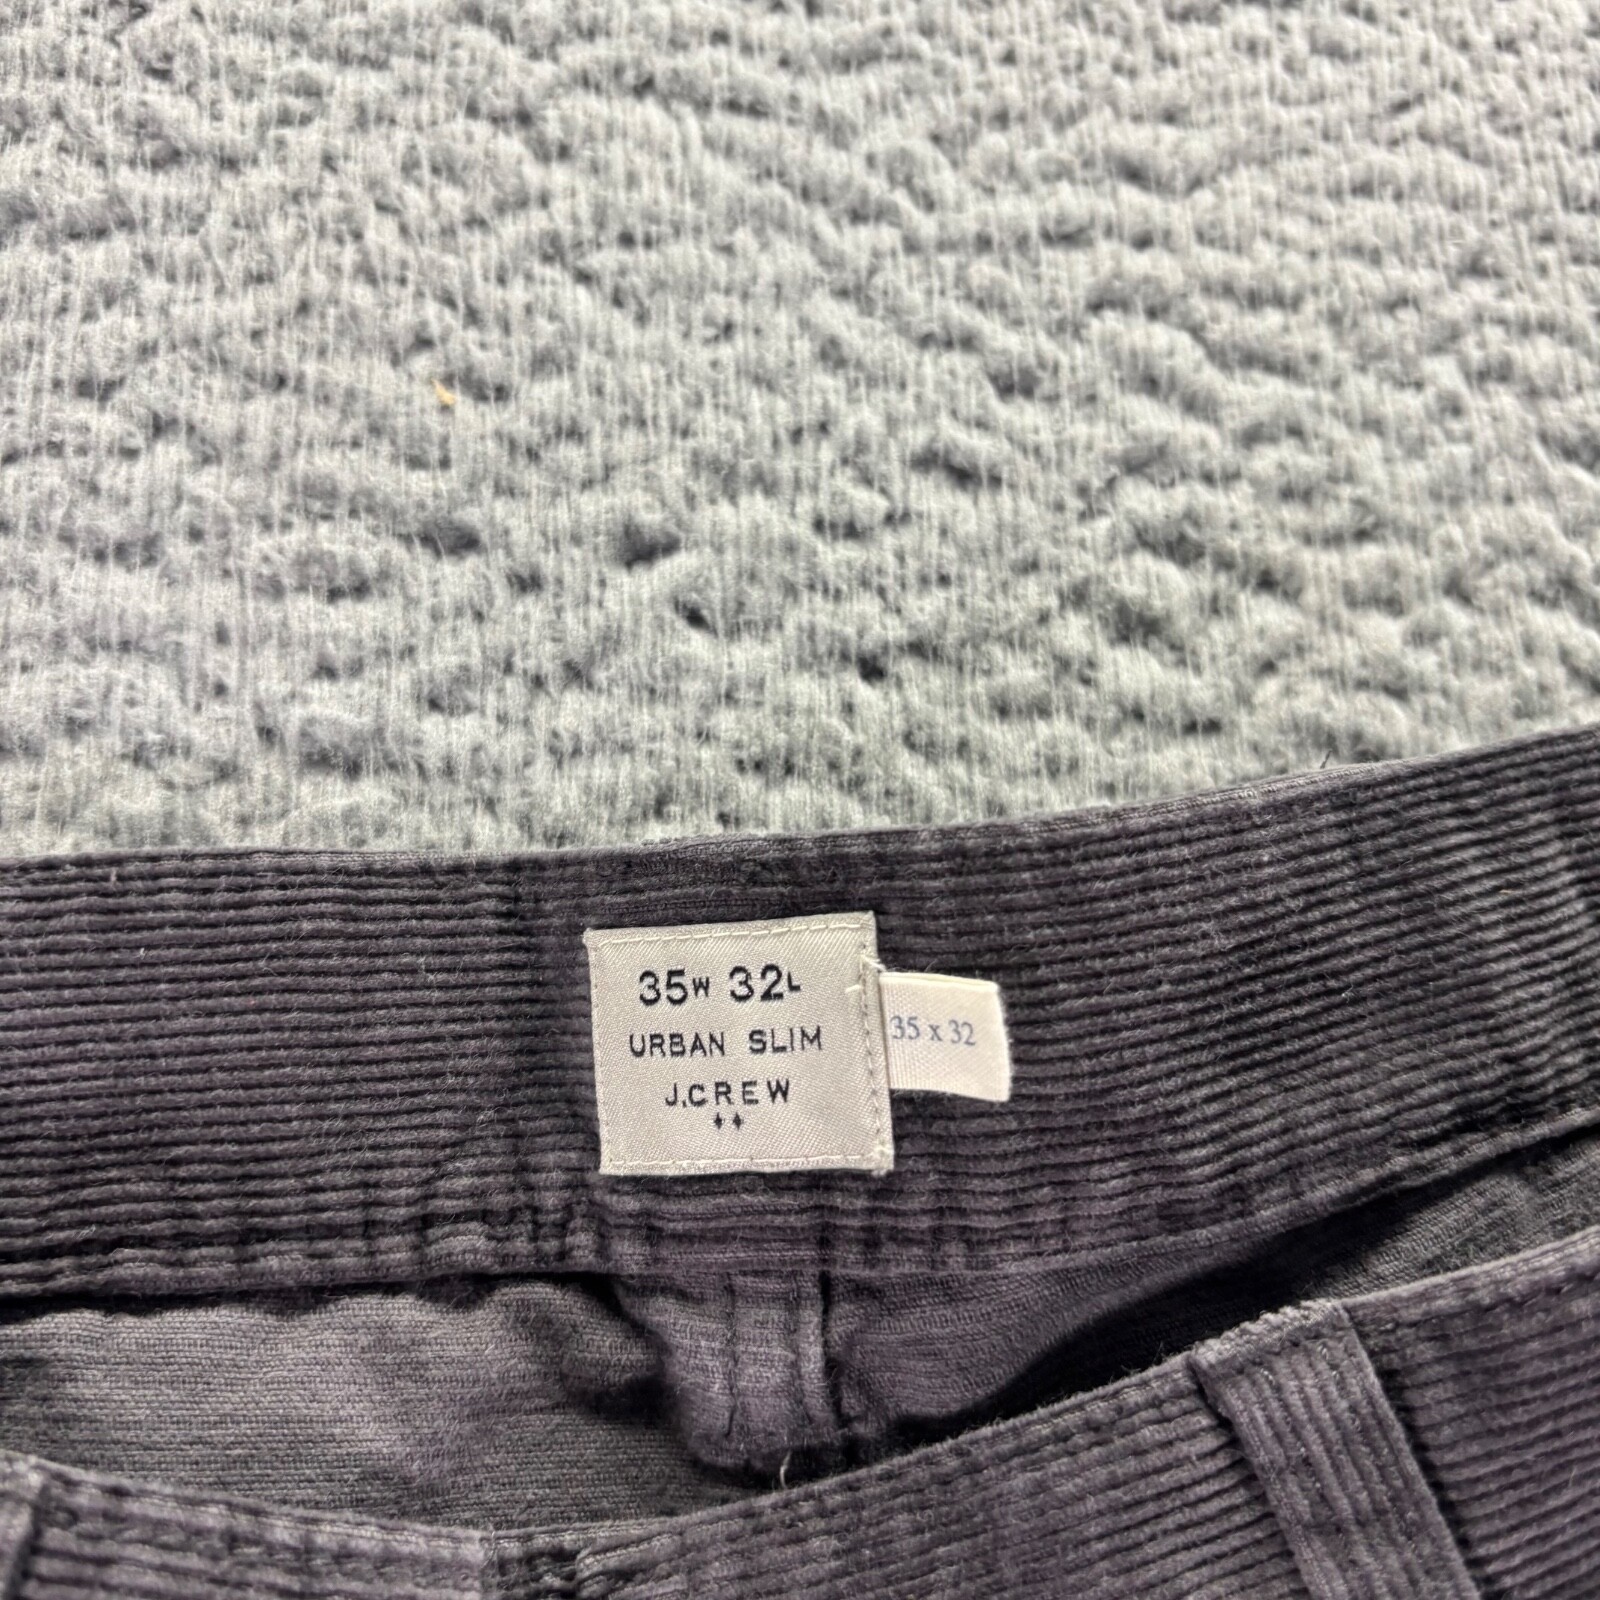 35W 32L
URBAN SLIM
J.CREW
35 x 32